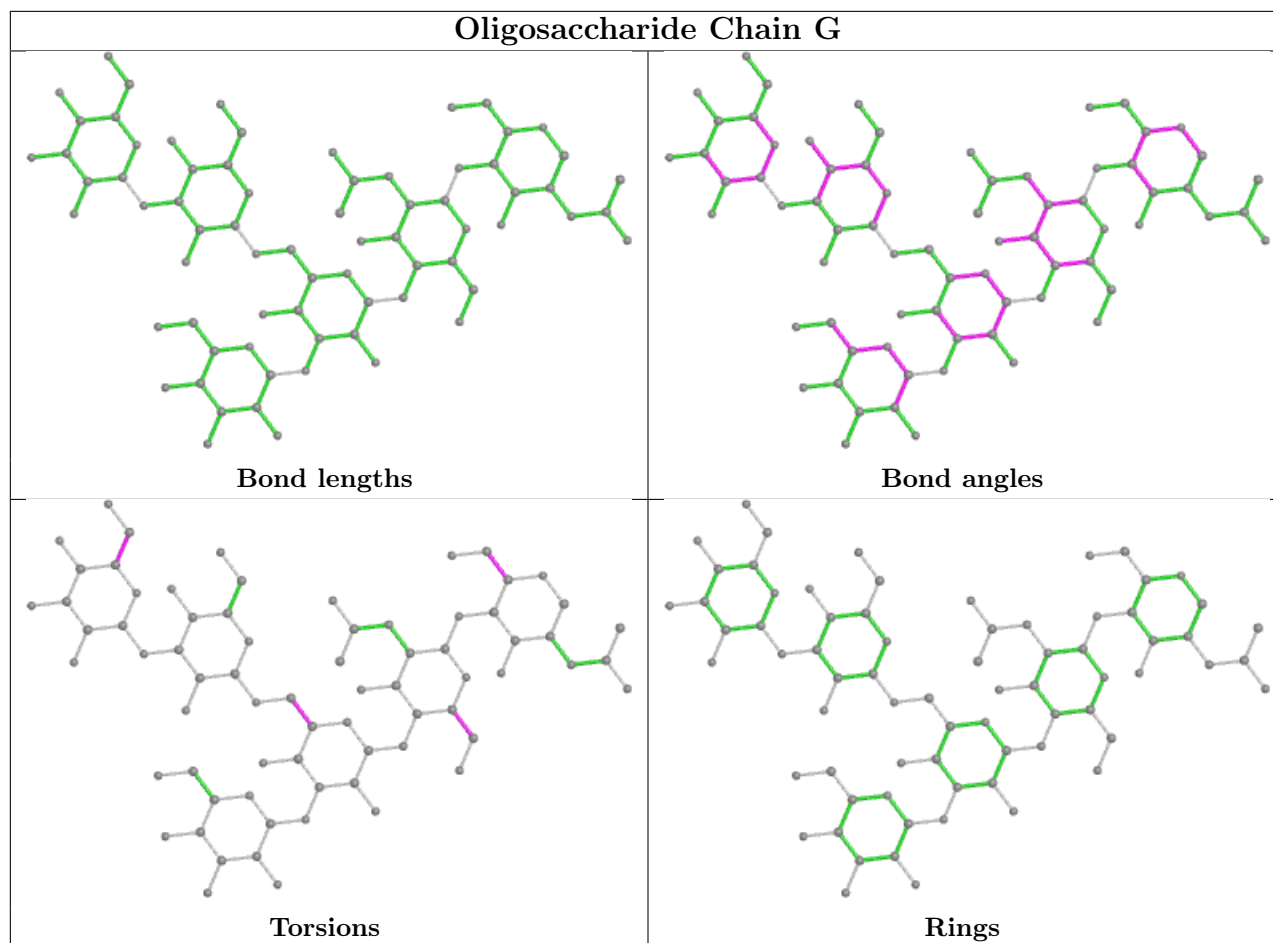 Oligosaccharide Chain G
Bond lengths
Bond angles
Torsions
Rings